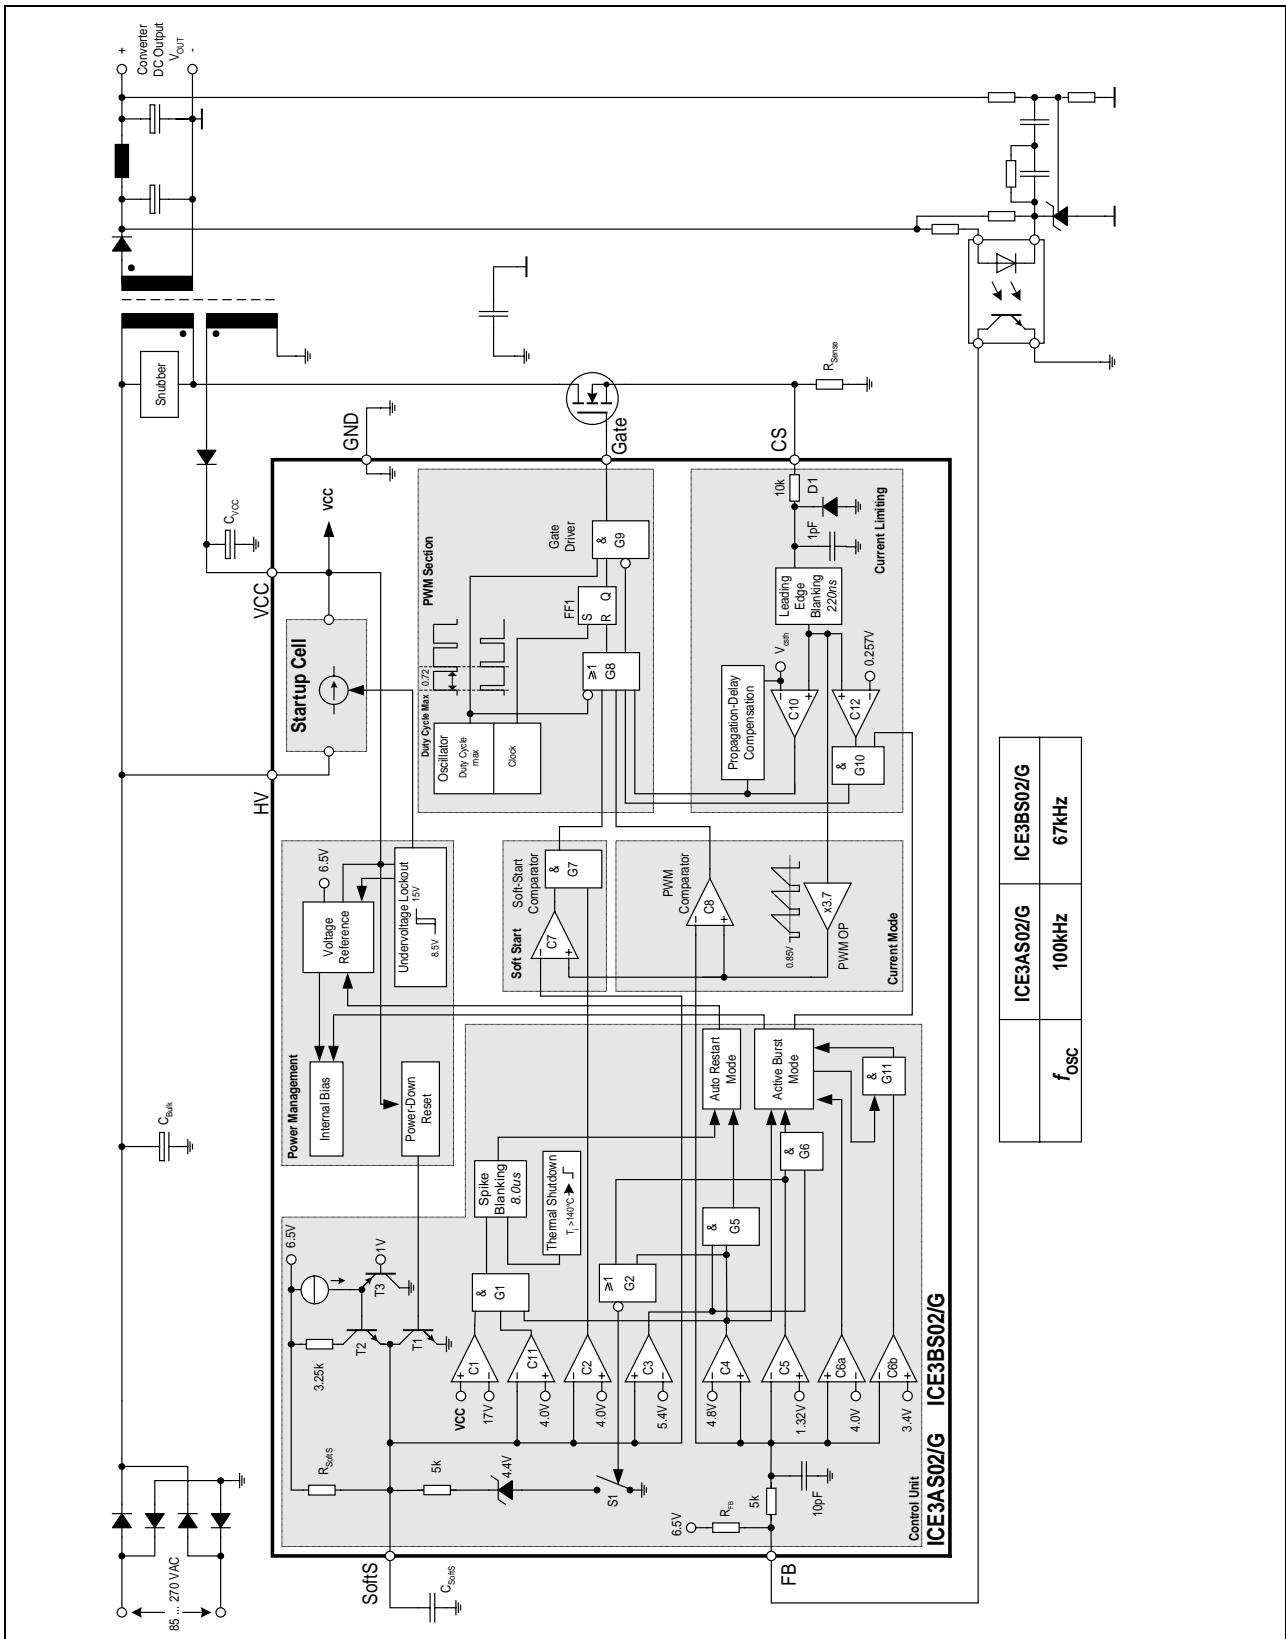 85 ... 270 VAC
C_Bulk
Snubber
C_VCC
+
Converter
DC Output
V_OUT
-
HV
VCC
GND
Gate
CS
R_Sense
SoftS
C_SoftS
FB
Startup Cell
VCC
Power Management
Internal Bias
Voltage
Reference
6.5V
Undervoltage Lockout
15V
8.5V
Power-Down
Reset
6.5V
3.25k
T2
T3
1V
T1
R_SoftS
5k
4.4V
S1
VCC
17V
C1
C11
4.0V
C2
4.0V
C3
5.4V
C4
4.8V
C5
1.32V
C6a
4.0V
C6b
3.4V
&
G1
Spike
Blanking
8.0us
Thermal Shutdown
Tj >140°C
≥1
G2
&
G5
&
G6
&
G11
Auto Restart
Mode
Active Burst
Mode
6.5V
R_FB
5k
10pF
Control Unit
Soft Start
C7
Soft-Start
Comparator
&
G7
Current Mode
C8
PWM
Comparator
0.85V
x3.7
PWM OP
PWM Section
Duty Cycle Max
0.72
Oscillator
Duty Cycle
max
Clock
≥1
G8
FF1
S
R
Q
Gate
Driver
&
G9
Current Limiting
Propagation-Delay
Compensation
V_csth
C10
C12
0.257V
&
G10
Leading
Edge
Blanking
220ns
1pF
10k
D1
ICE3AS02/G ICE3BS02/G
ICE3AS02/G ICE3BS02/G
f_OSC 100kHz 67kHz